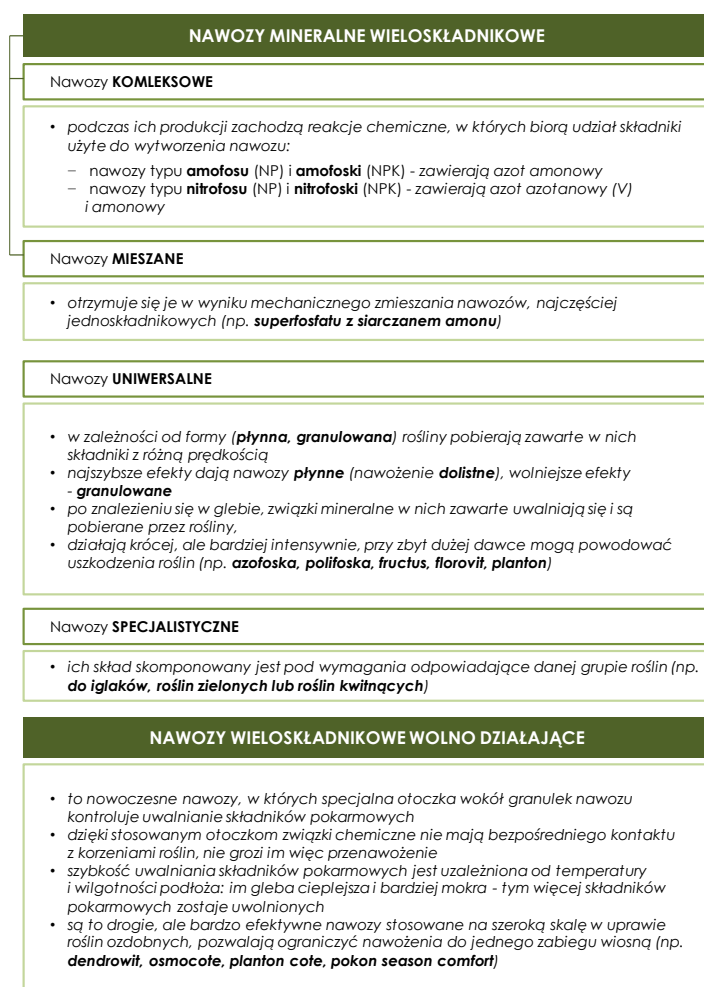 NAWOZY MINERALNE WIELOSKŁADNIKOWE
Nawozy KOMLEKSOWE
• podczas ich produkcji zachodzą reakcje chemiczne, w których biorą udział składniki
użyte do wytworzenia nawozu:
− nawozy typu amofosu (NP) i amofoski (NPK) - zawierają azot amonowy
− nawozy typu nitrofosu (NP) i nitrofoski (NPK) - zawierają azot azotanowy (V)
i amonowy
Nawozy MIESZANE
• otrzymuje się je w wyniku mechanicznego zmieszania nawozów, najczęściej
jednoskładnikowych (np. superfosfatu z siarczanem amonu)
Nawozy UNIWERSALNE
• w zależności od formy (płynna, granulowana) rośliny pobierają zawarte w nich
składniki z różną prędkością
• najszybsze efekty dają nawozy płynne (nawożenie dolistne), wolniejsze efekty
- granulowane
• po znalezieniu się w glebie, związki mineralne w nich zawarte uwalniają się i są
pobierane przez rośliny,
• działają krócej, ale bardziej intensywnie, przy zbyt dużej dawce mogą powodować
uszkodzenia roślin (np. azofoska, polifoska, fructus, florovit, planton)
Nawozy SPECJALISTYCZNE
• ich skład skomponowany jest pod wymagania odpowiadające danej grupie roślin (np.
do iglaków, roślin zielonych lub roślin kwitnących)
NAWOZY WIELOSKŁADNIKOWE WOLNO DZIAŁAJĄCE
• to nowoczesne nawozy, w których specjalna otoczka wokół granulek nawozu
kontroluje uwalnianie składników pokarmowych
• dzięki stosowanym otoczkom związki chemiczne nie mają bezpośredniego kontaktu
z korzeniami roślin, nie grozi im więc przenawożenie
• szybkość uwalniania składników pokarmowych jest uzależniona od temperatury
i wilgotności podłoża: im gleba cieplejsza i bardziej mokra - tym więcej składników
pokarmowych zostaje uwolnionych
• są to drogie, ale bardzo efektywne nawozy stosowane na szeroką skalę w uprawie
roślin ozdobnych, pozwalają ograniczyć nawożenia do jednego zabiegu wiosną (np.
dendrowit, osmocote, planton cote, pokon season comfort)